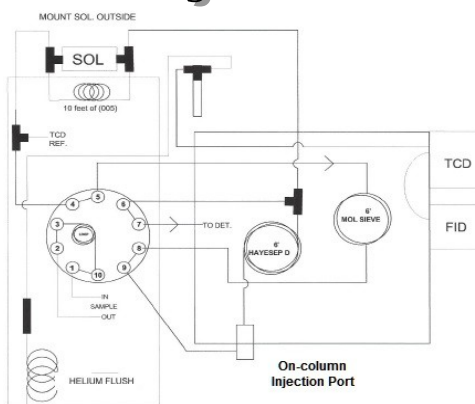 MOUNT SOL. OUTSIDE
SOL
10 feet of (005)
TCD
REF.
TCD
FID
5
4
6
3
7
2
8
1
9
10
TO DET.
6'
HAYESEP D
6'
MOL SIEVE
IN
SAMPLE
OUT
On-column
Injection Port
HELIUM FLUSH